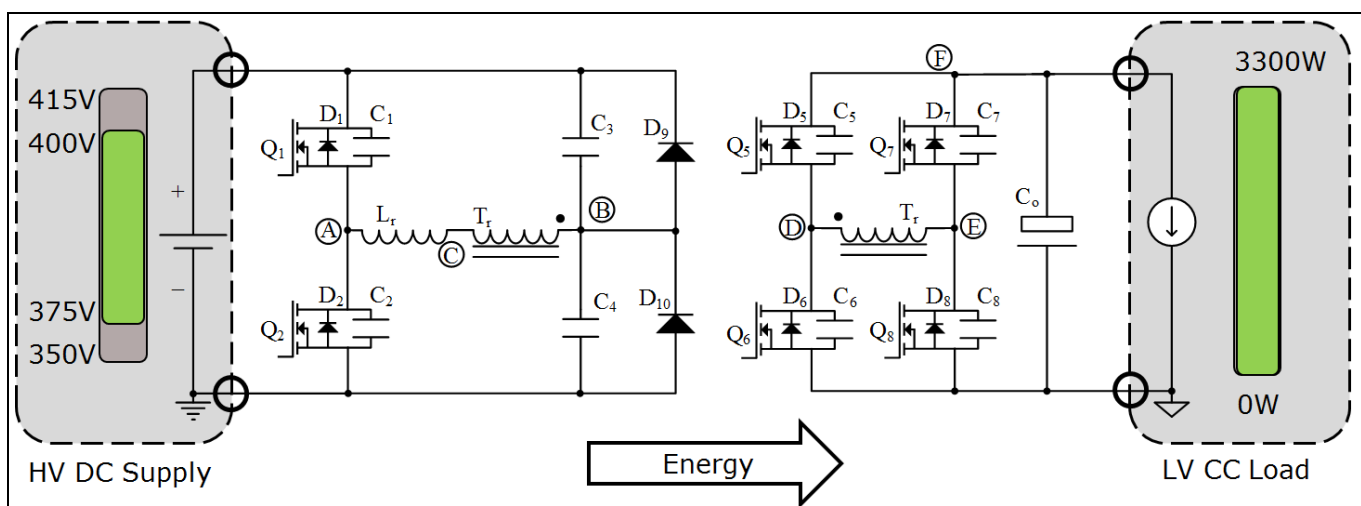 415V
400V
375V
350V
+
−
HV DC Supply
Q1
D1
C1
Q2
D2
C2
A
Lr
C
Tr
B
C3
C4
D9
D10
Energy
F
Q5
D5
C5
Q7
D7
C7
D
Tr
E
Q6
D6
C6
Q8
D8
C8
Co
3300W
0W
LV CC Load